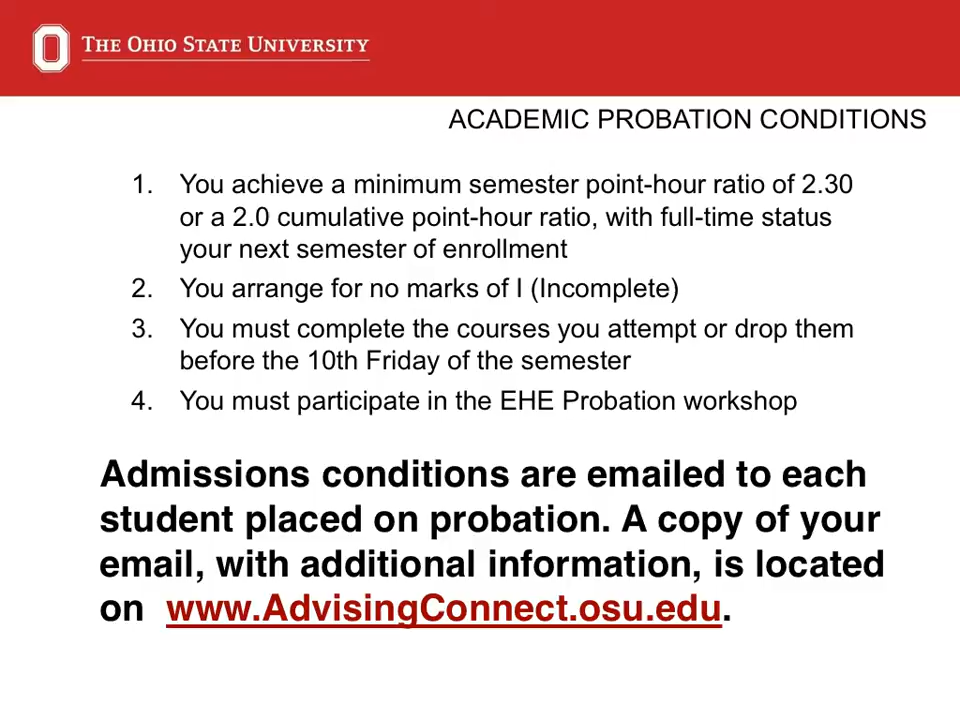 THE OHIO STATE UNIVERSITY
ACADEMIC PROBATION CONDITIONS
1. You achieve a minimum semester point-hour ratio of 2.30
or a 2.0 cumulative point-hour ratio, with full-time status
your next semester of enrollment
2. You arrange for no marks of I (Incomplete)
3. You must complete the courses you attempt or drop them
before the 10th Friday of the semester
4. You must participate in the EHE Probation workshop
Admissions conditions are emailed to each
student placed on probation. A copy of your
email, with additional information, is located
on www.AdvisingConnect.osu.edu.